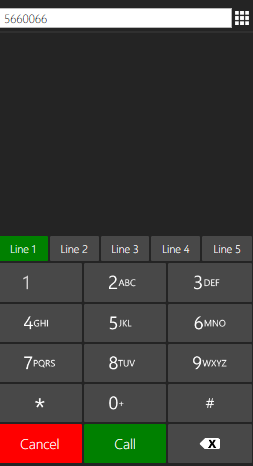 5660066
Line 1 Line 2 Line 3 Line 4 Line 5
1 2ABC 3DEF
4GHI 5JKL 6MNO
7PQRS 8TUV 9WXYZ
* 0+ #
Cancel Call X